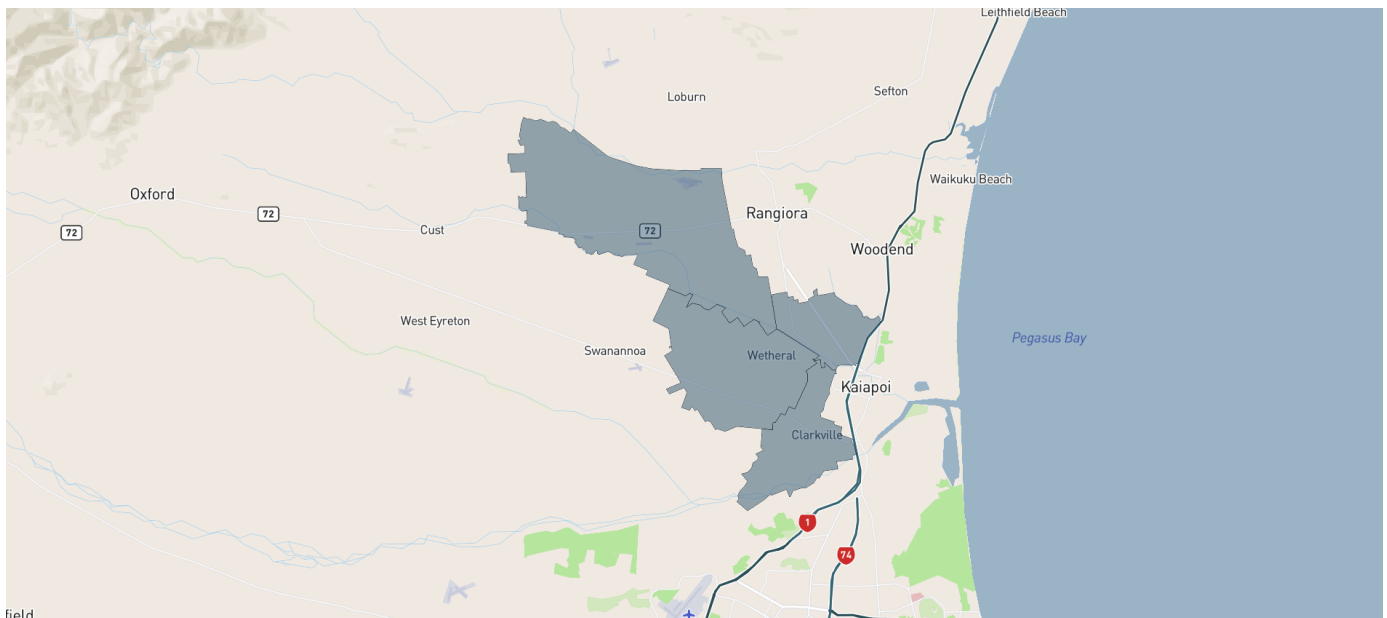 Leithfield Beach
Loburn
Sefton
Oxford
Waikuku Beach
72
Rangiora
72
Cust
72
Woodend
West Eyreton
Pegasus Bay
Swanannoa
Wetheral
Kaiapoi
Clarkville
1
74
field